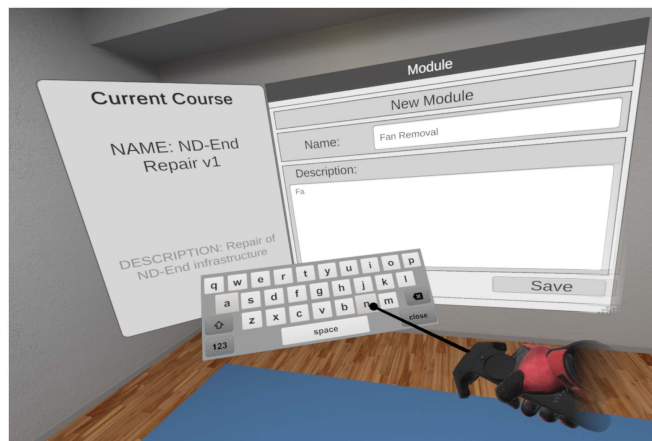 Current Course
NAME: ND-End
Repair v1
DESCRIPTION: Repair of
ND-End infrastructure
Module
New Module
Name:
Fan Removal
Description:
Fa
Save
q w e r t y u i o p
a s d f g h j k l
z x c v b n m
123
space
close